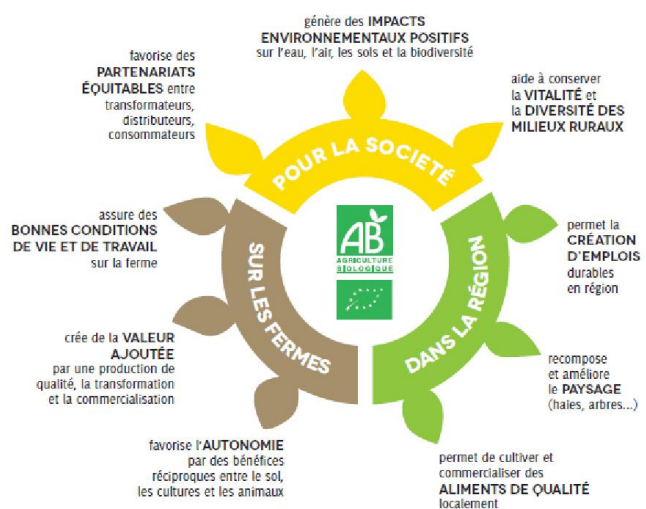 génère des IMPACTS
ENVIRONNEMENTAUX POSITIFS
sur l'eau, l'air, les sols et la biodiversité
favorise des
PARTENARIATS
ÉQUITABLES entre
transformateurs,
distributeurs,
consommateurs
aide à conserver
la VITALITÉ et
la DIVERSITÉ DES
MILIEUX RURAUX
POUR LA SOCIETÉ
assure des
BONNES CONDITIONS
DE VIE ET DE TRAVAIL
sur la ferme
SUR LES FERMES
AB
AGRICULTURE
BIOLOGIQUE
DANS LA RÉGION
permet la
CRÉATION
D'EMPLOIS
durables
en région
crée de la VALEUR
AJOUTÉE
par une production de
qualité, la transformation
et la commercialisation
recompose
et améliore
le PAYSAGE
(haies, arbres...)
favorise l'AUTONOMIE
par des bénéfices
réciproques entre le sol,
les cultures et les animaux
permet de cultiver et
commercialiser des
ALIMENTS DE QUALITÉ
localement